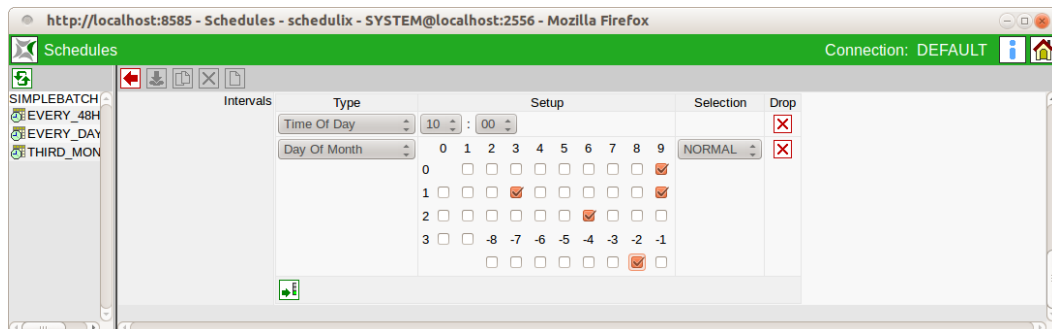 http://localhost:8585 - Schedules - schedulix - SYSTEM@localhost:2556 - Mozilla Firefox
Schedules Connection: DEFAULT
SIMPLEBATCH
EVERY_48H
EVERY_DAY
THIRD_MON
Intervals Type Setup Selection Drop
Time Of Day 10 : 00
Day Of Month 0 1 2 3 4 5 6 7 8 9 NORMAL
0
1
2
3 -8 -7 -6 -5 -4 -3 -2 -1